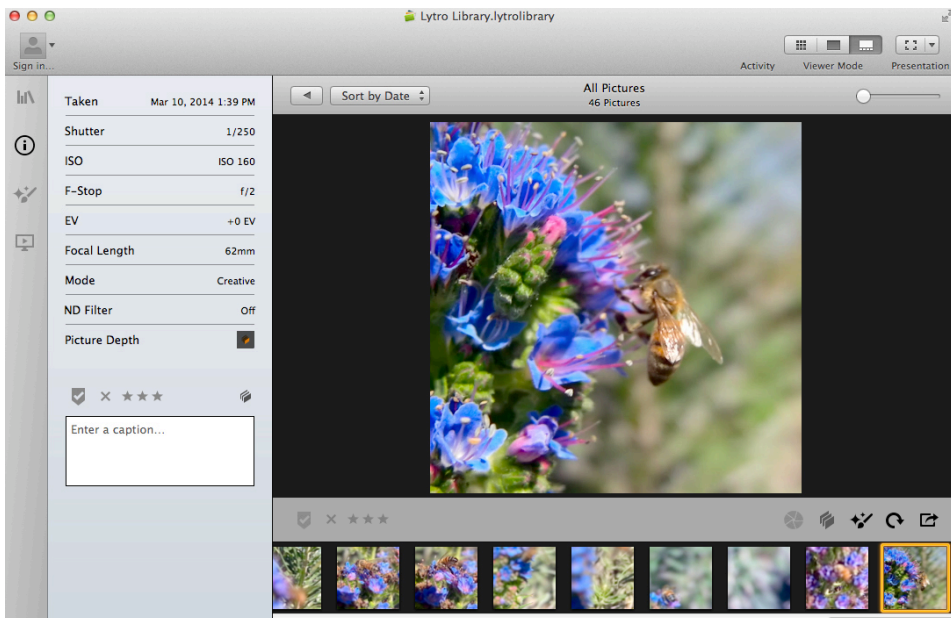 Lytro Library.lytrolibrary
Sign in...
Activity
Viewer Mode
Presentation
Taken Mar 10, 2014 1:39 PM
Shutter 1/250
ISO ISO 160
F-Stop f/2
EV +0 EV
Focal Length 62mm
Mode Creative
ND Filter Off
Picture Depth
Enter a caption...
Sort by Date
All Pictures
46 Pictures